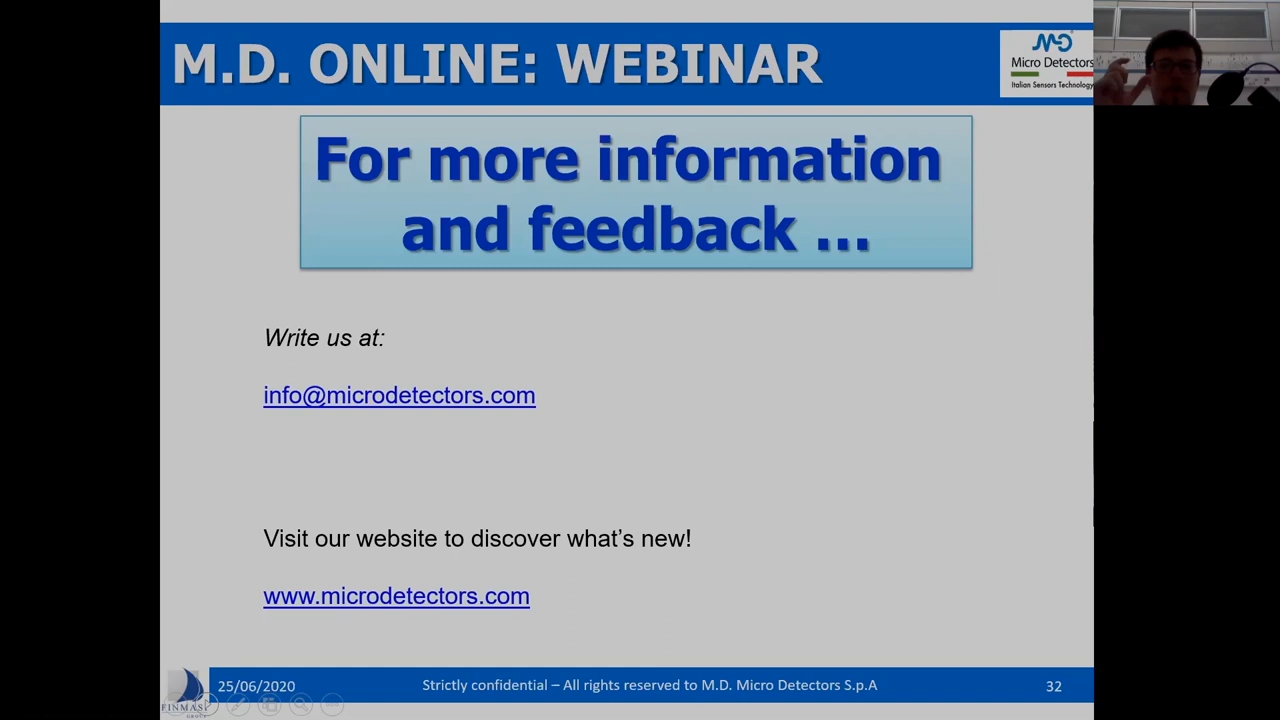 M.D. ONLINE: WEBINAR
Micro Detectors
Italian Sensors Technology
For more information
and feedback ...
Write us at:
info@microdetectors.com
Visit our website to discover what’s new!
www.microdetectors.com
FINMASI
GROUP
25/06/2020
Strictly confidential – All rights reserved to M.D. Micro Detectors S.p.A
32